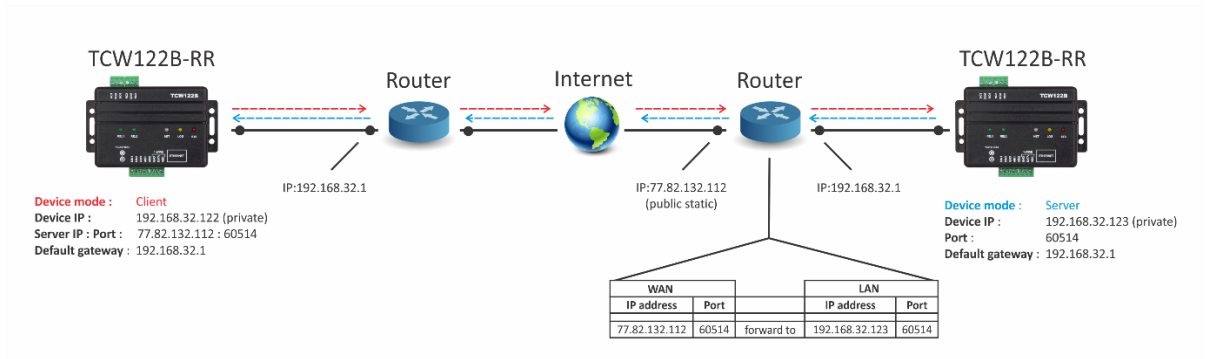 TCW122B-RR
Router
Internet
Router
TCW122B-RR
TCW122B
TCW122B
IP:192.168.32.1
IP:77.82.132.112
(public static)
IP:192.168.32.1
Device mode : Client
Device IP : 192.168.32.122 (private)
Server IP : Port : 77.82.132.112 : 60514
Default gateway : 192.168.32.1
Device mode : Server
Device IP : 192.168.32.123 (private)
Port : 60514
Default gateway : 192.168.32.1
WAN LAN
IP address Port IP address Port
77.82.132.112 60514 forward to 192.168.32.123 60514